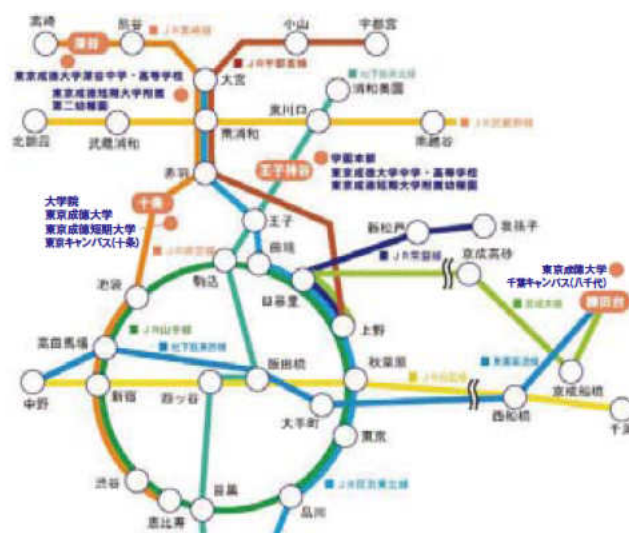 高崎
深谷
熊谷
小山
宇都宮
■JR高崎線
■JR宇都宮線
東京成徳大学深谷中学・高等学校
東京成徳短期大学附属
第二幼稚園
大宮
■地下鉄南北線
浦和美園
東川口
■JR武蔵野線
北朝霞
武蔵浦和
南浦和
南越谷
赤羽
王子神谷
学園本部
東京成徳大学中学・高等学校
東京成徳短期大学附属幼稚園
大学院
東京成徳大学
東京成徳短期大学
東京キャンパス(十条)
十条
王子
新松戸
我孫子
■JR埼京線
田端
■JR常磐線
京成高砂
東京成徳大学
千葉キャンパス(八千代)
勝田台
池袋
駒込
日暮里
■京成本線
高田馬場
■JR山手線
■地下鉄東西線
上野
飯田橋
秋葉原
■JR総武線
■東葉高速線
京成船橋
中野
新宿
四ッ谷
大手町
西船橋
千葉
東京
渋谷
恵比寿
目黒
■JR京浜東北線
品川